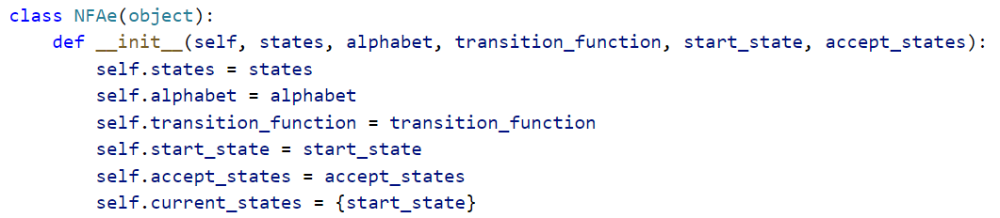 class NFAe(object):
    def __init__(self, states, alphabet, transition_function, start_state, accept_states):
        self.states = states
        self.alphabet = alphabet
        self.transition_function = transition_function
        self.start_state = start_state
        self.accept_states = accept_states
        self.current_states = {start_state}